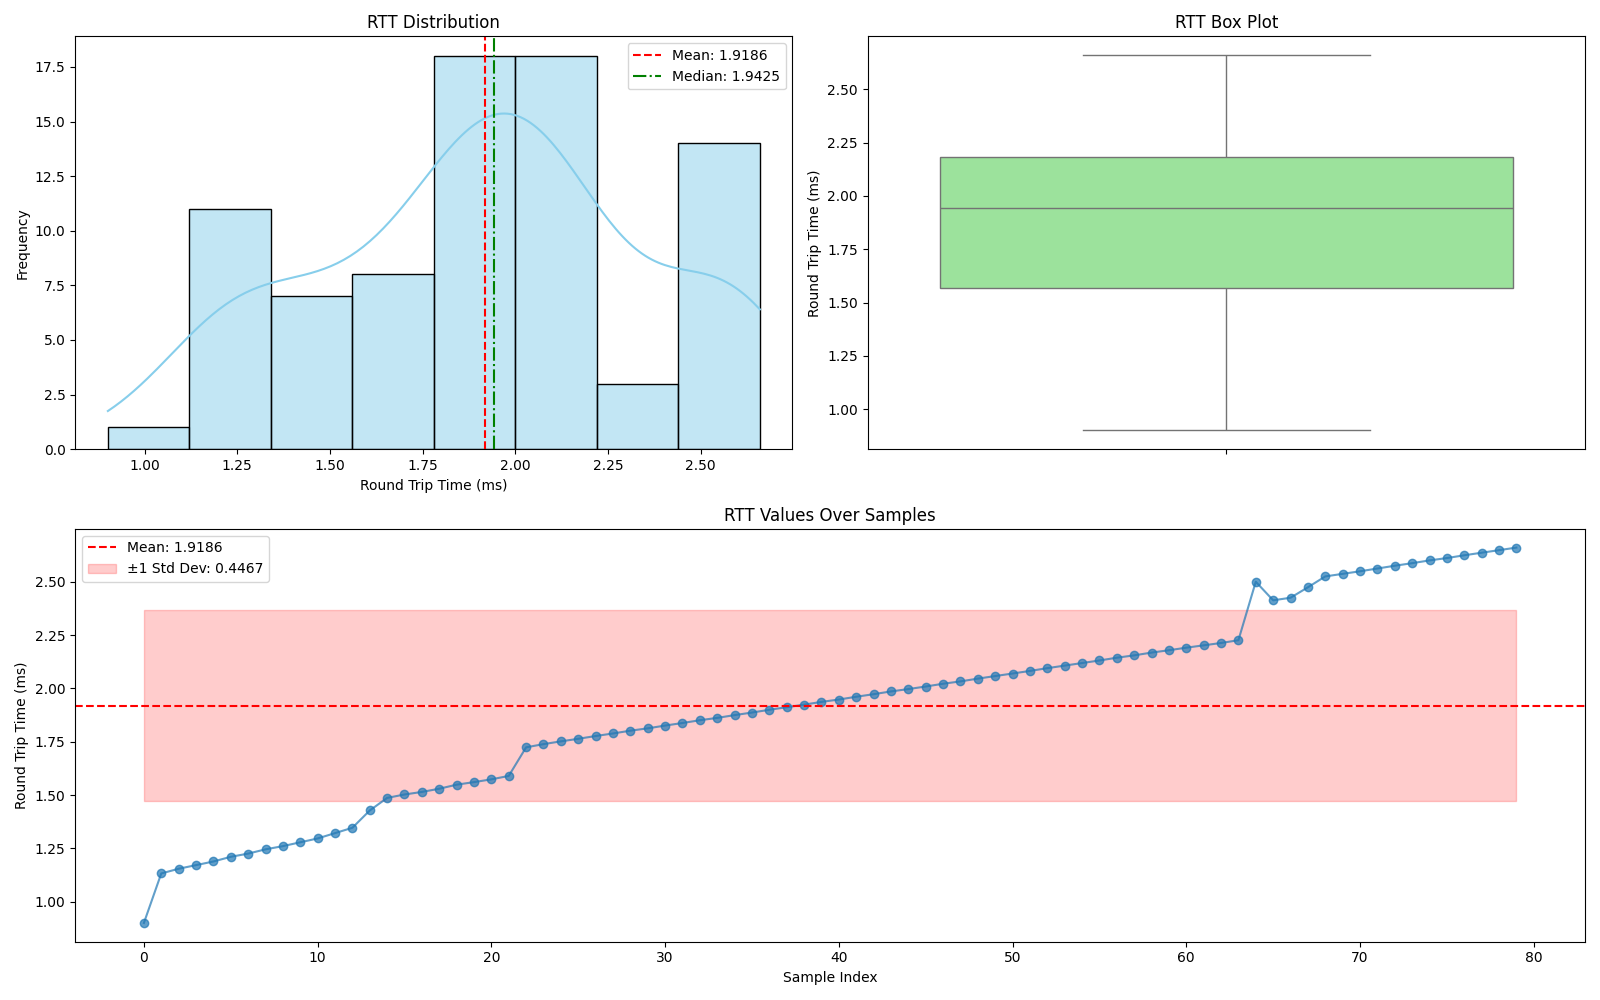 RTT Distribution
Frequency
17.5
15.0
12.5
10.0
7.5
5.0
2.5
0.0
Mean: 1.9186
Median: 1.9425
1.00 1.25 1.50 1.75 2.00 2.25 2.50
Round Trip Time (ms)
RTT Box Plot
Round Trip Time (ms)
2.50
2.25
2.00
1.75
1.50
1.25
1.00
RTT Values Over Samples
Round Trip Time (ms)
Mean: 1.9186
±1 Std Dev: 0.4467
2.50
2.25
2.00
1.75
1.50
1.25
1.00
0 10 20 30 40 50 60 70 80
Sample Index